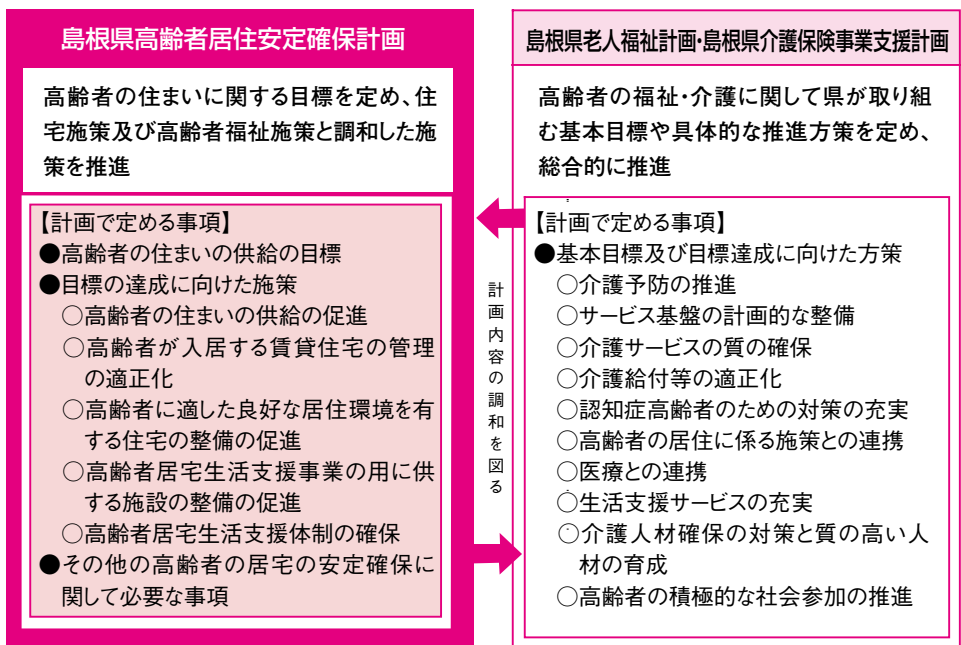 島根県高齢者居住安定確保計画
高齢者の住まいに関する目標を定め、住
宅施策及び高齢者福祉施策と調和した施
策を推進
【計画で定める事項】
●高齢者の住まいの供給の目標
●目標の達成に向けた施策
○高齢者の住まいの供給の促進
○高齢者が入居する賃貸住宅の管理
の適正化
○高齢者に適した良好な居住環境を有
する住宅の整備の促進
○高齢者居宅生活支援事業の用に供
する施設の整備の促進
○高齢者居宅生活支援体制の確保
●その他の高齢者の居宅の安定確保に
関して必要な事項
計画内容の調和を図る
島根県老人福祉計画・島根県介護保険事業支援計画
高齢者の福祉・介護に関して県が取り組
む基本目標や具体的な推進方策を定め、
総合的に推進
【計画で定める事項】
●基本目標及び目標達成に向けた方策
○介護予防の推進
○サービス基盤の計画的な整備
○介護サービスの質の確保
○介護給付等の適正化
○認知症高齢者のための対策の充実
○高齢者の居住に係る施策との連携
○医療との連携
○生活支援サービスの充実
○介護人材確保の対策と質の高い人
材の育成
○高齢者の積極的な社会参加の推進